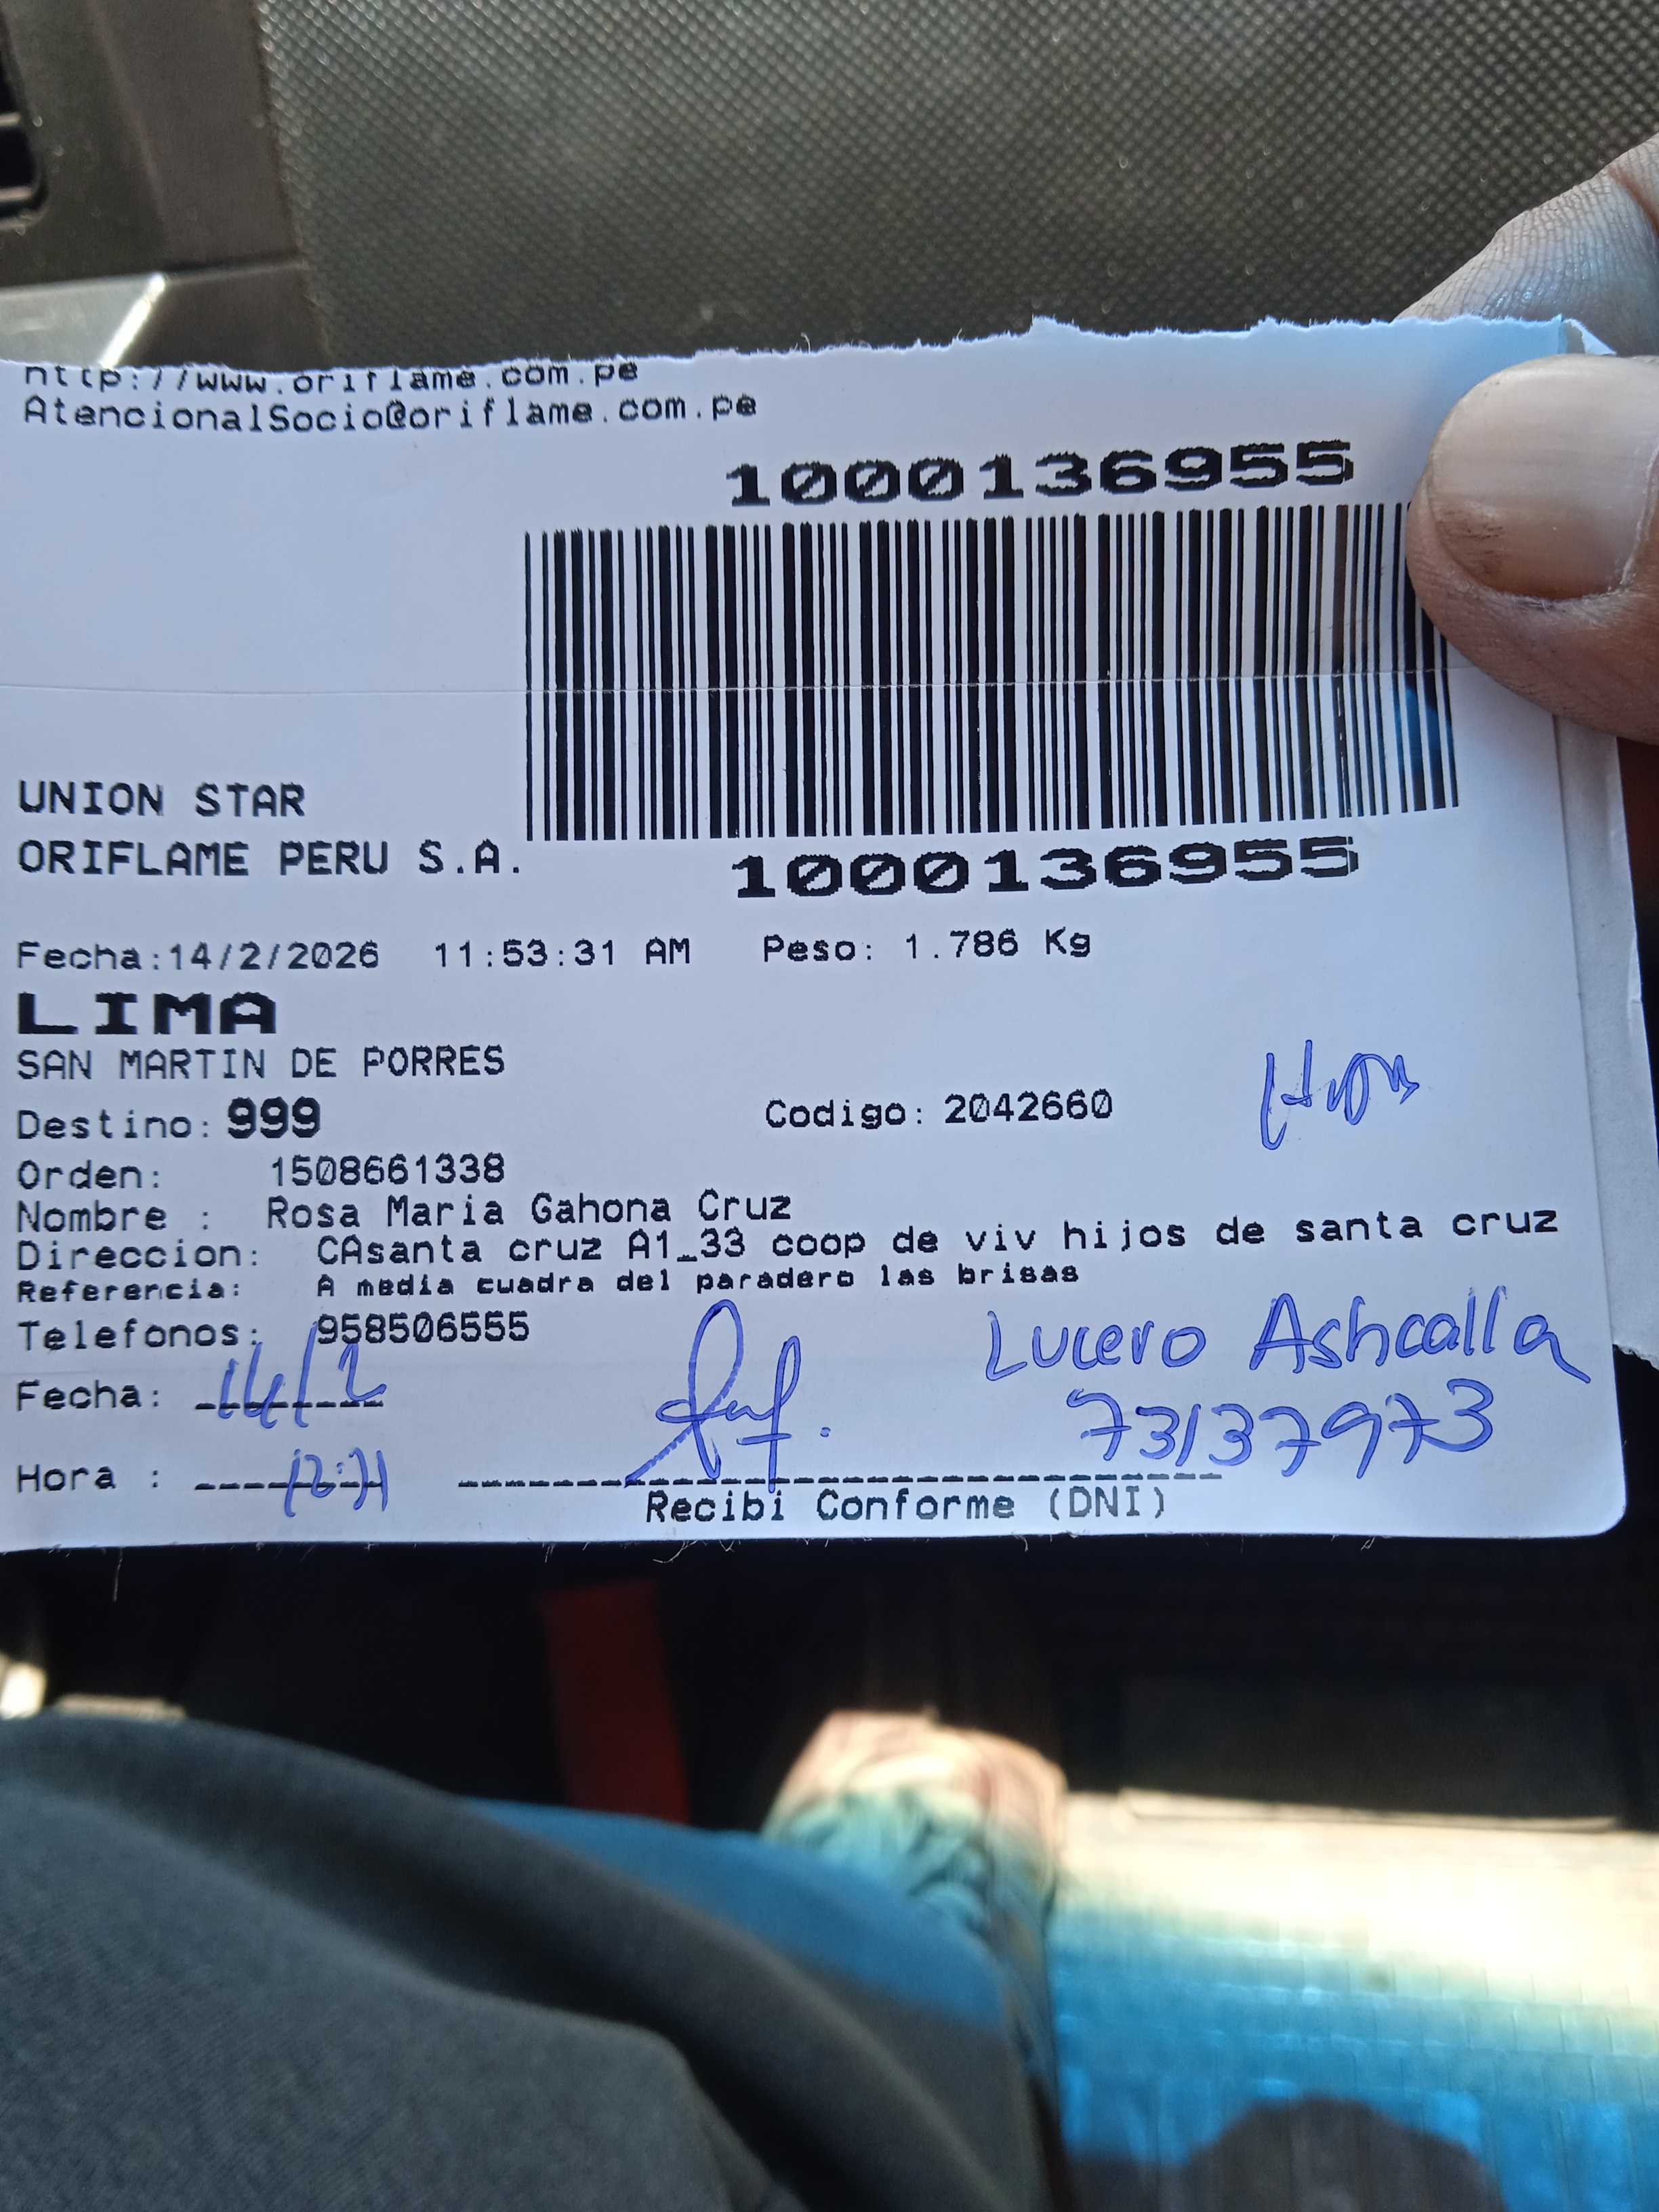 http://www.oriflame.com.pe
AtencionalSocio@oriflame.com.pe
1000136955
UNION STAR
ORIFLAME PERU S.A.
1000136955
Fecha:14/2/2026 11:53:31 AM Peso: 1.786 Kg
LIMA
SAN MARTIN DE PORRES
Destino: 999 Codigo: 2042660
Orden: 1508661338
Nombre : Rosa Maria Gahona Cruz
Direccion: CAsanta cruz A1_33 coop de viv hijos de santa cruz
Referencia: A media cuadra del paradero las brisas
Telefonos: 958506555
Lucero Ashcalla
Fecha: 14/2
73137973
Hora :
Recibi Conforme (DNI)